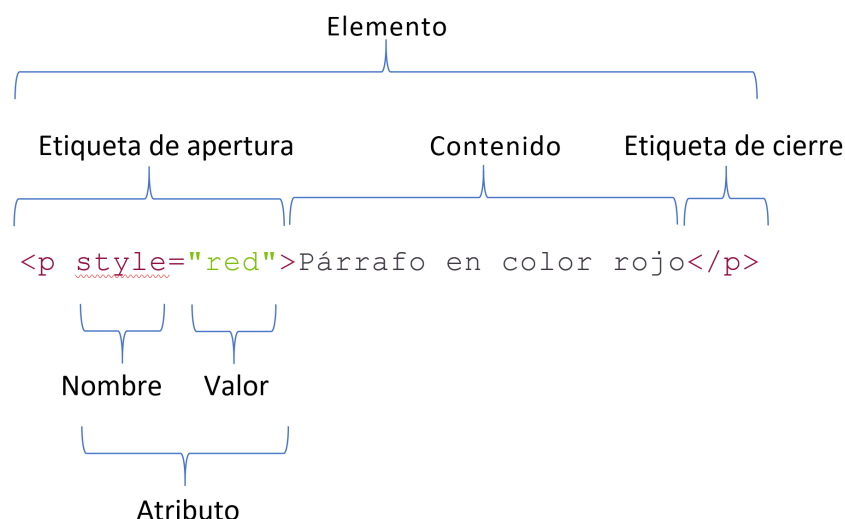 Elemento
Etiqueta de apertura Contenido Etiqueta de cierre
<p style="red">Párrafo en color rojo</p>
Nombre Valor
Atributo